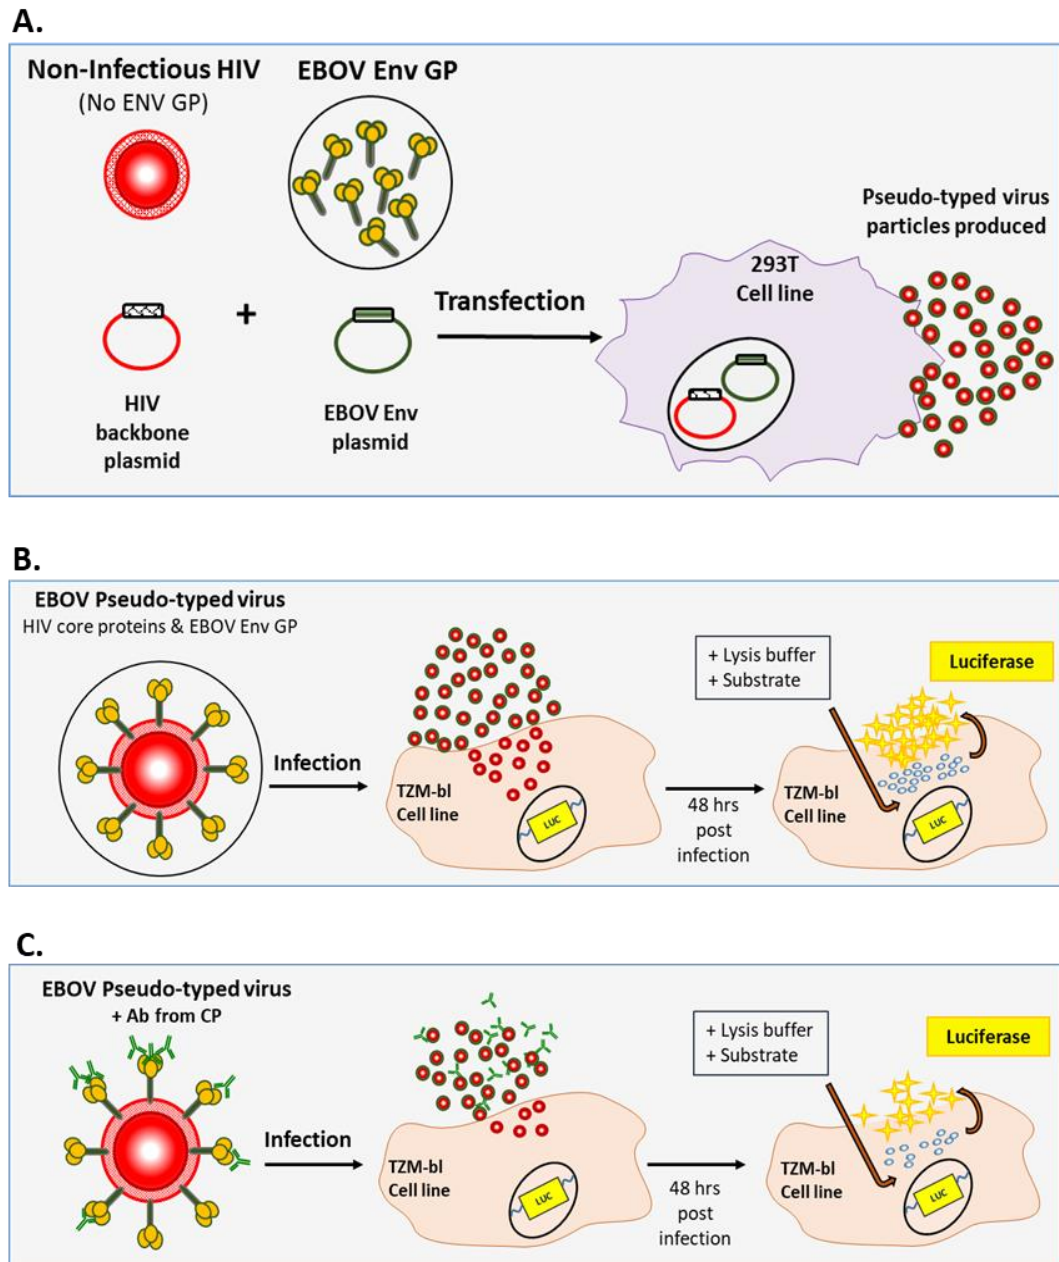 A.
Non-Infectious HIV
(No ENV GP)
EBOV Env GP
Pseudo-typed virus
particles produced
293T
Cell line
+
Transfection
HIV
backbone
plasmid
EBOV Env
plasmid
B.
EBOV Pseudo-typed virus
HIV core proteins & EBOV Env GP
Infection
TZM-bl
Cell line
LUC
48 hrs
post
infection
+ Lysis buffer
+ Substrate
Luciferase
TZM-bl
Cell line
LUC
C.
EBOV Pseudo-typed virus
+ Ab from CP
Infection
TZM-bl
Cell line
LUC
48 hrs
post
infection
+ Lysis buffer
+ Substrate
Luciferase
TZM-bl
Cell line
LUC